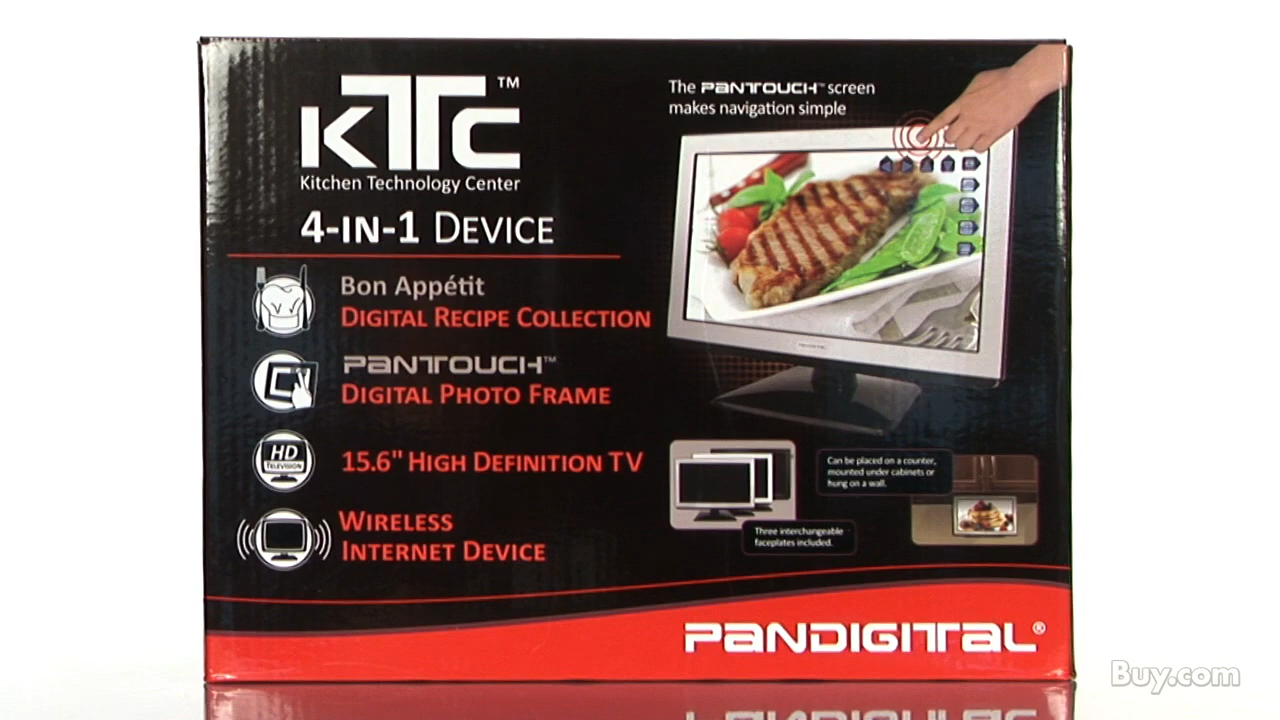 KTC™
Kitchen Technology Center
4-IN-1 DEVICE
Bon Appétit
DIGITAL RECIPE COLLECTION
PANTOUCH™
DIGITAL PHOTO FRAME
HD
TELEVISION
15.6" HIGH DEFINITION TV
WIRELESS
INTERNET DEVICE
The PANTOUCH™ screen
makes navigation simple
PANDIGITAL
Can be placed on a counter,
mounted under cabinets or
hung on a wall.
Three interchangeable
faceplates included.
PANDIGITAL®
Buy.com